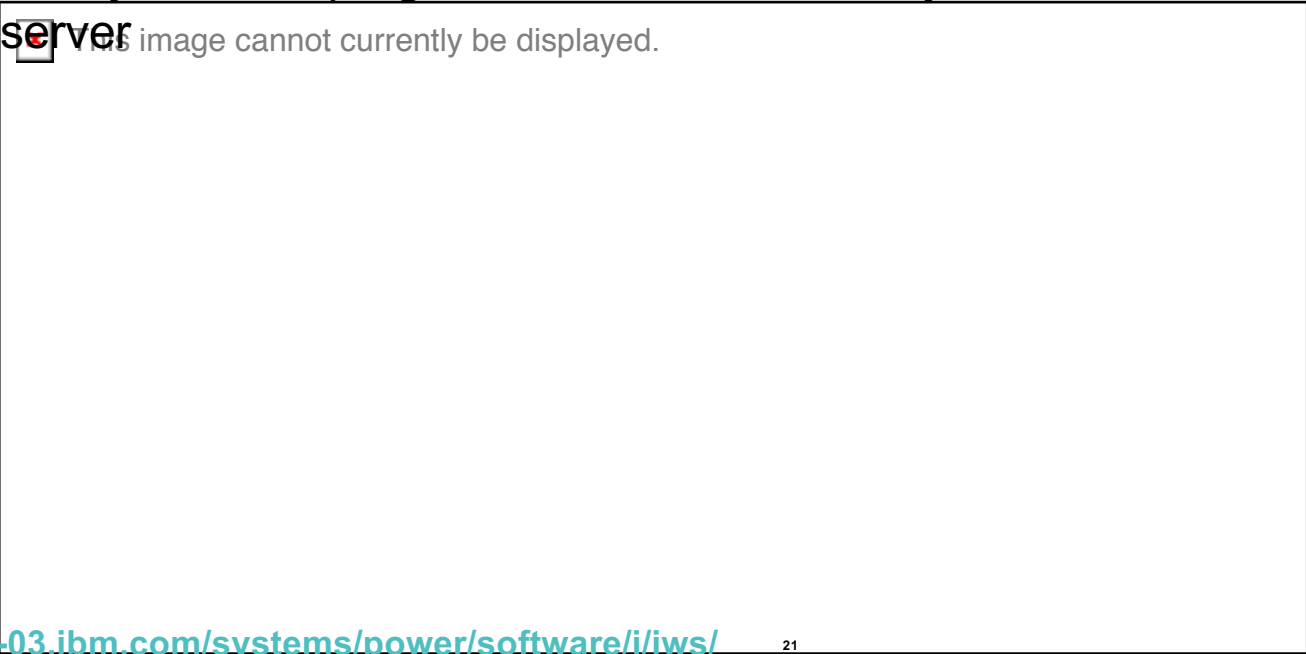 server
This image cannot currently be displayed.
-03.ibm.com/systems/power/software/i/iws/
21